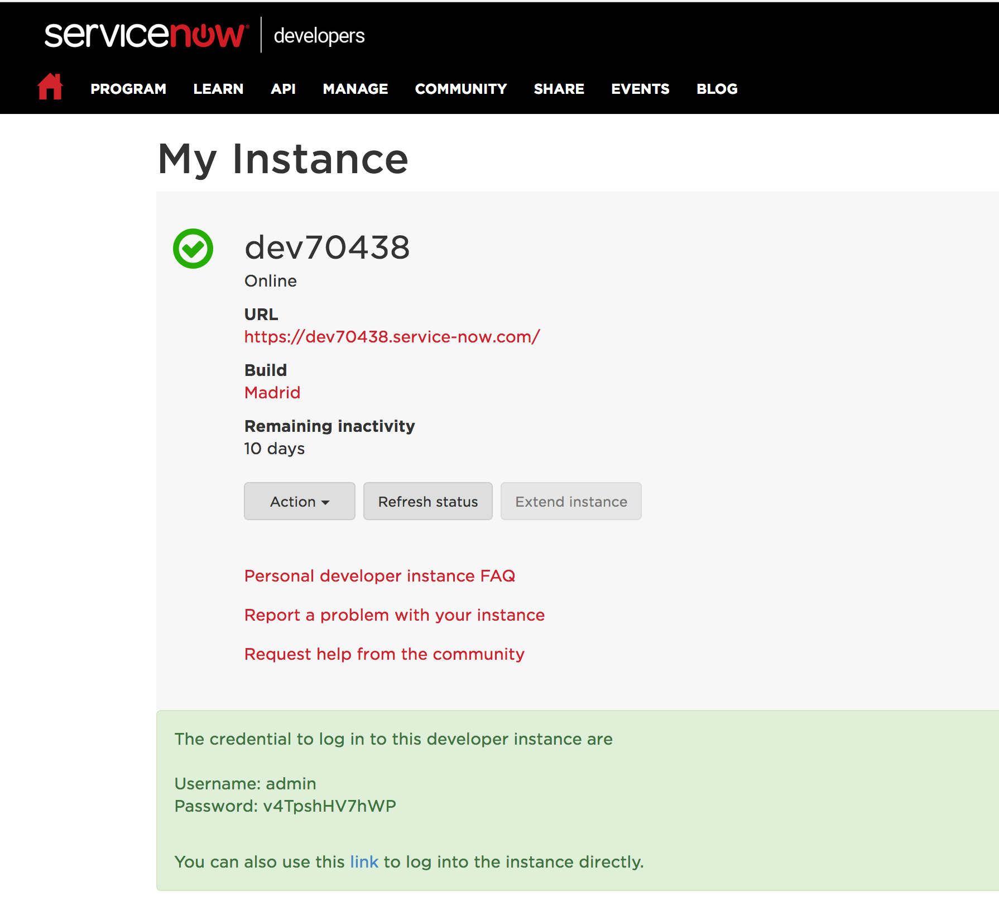 servicenow® developers
PROGRAM LEARN API MANAGE COMMUNITY SHARE EVENTS BLOG
My Instance
dev70438
Online
URL
https://dev70438.service-now.com/
Build
Madrid
Remaining inactivity
10 days
Action Refresh status Extend instance
Personal developer instance FAQ
Report a problem with your instance
Request help from the community
The credential to log in to this developer instance are
Username: admin
Password: v4TpshHV7hWP
You can also use this link to log into the instance directly.